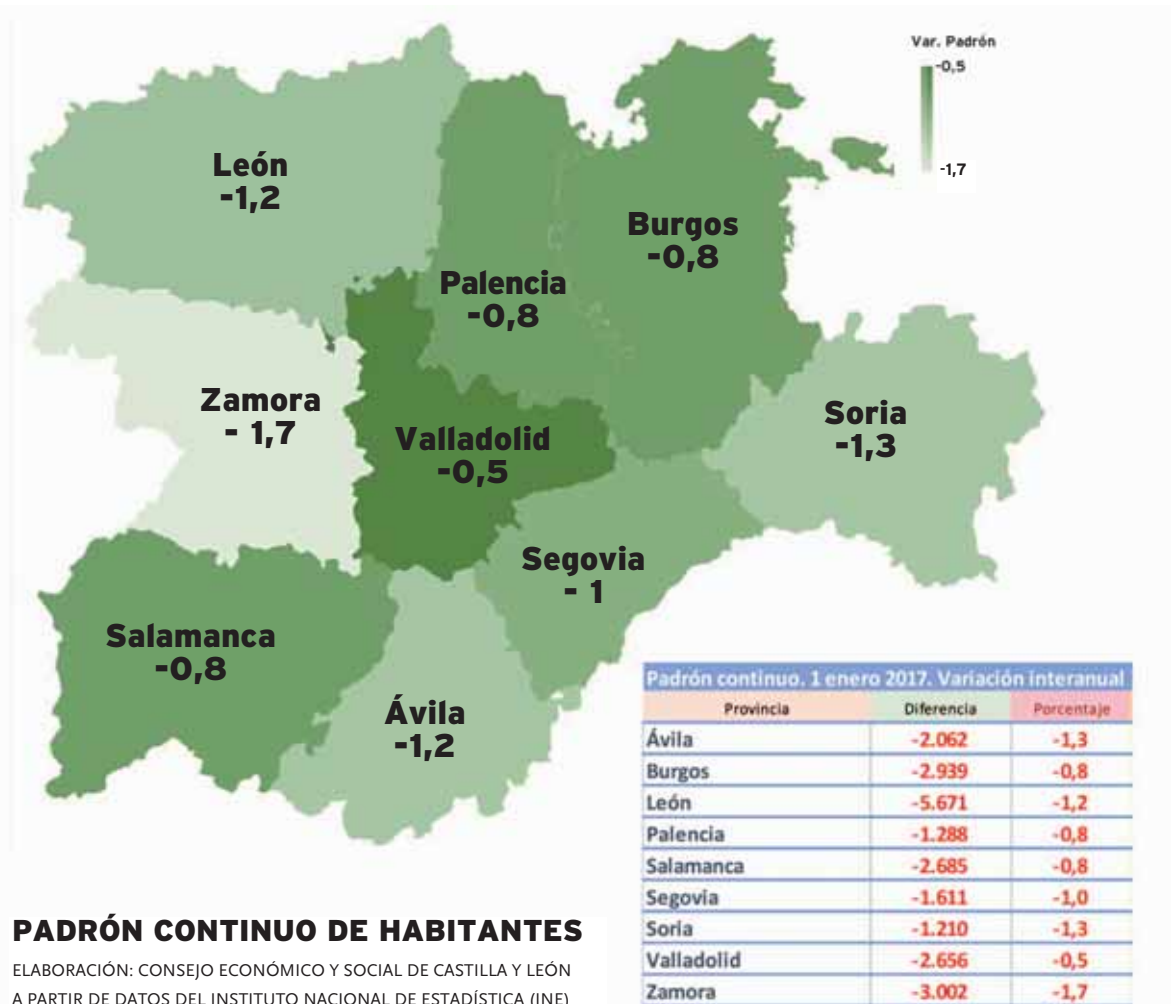 Var. Padrón
-0,5
-1,7
León
-1,2
Burgos
-0,8
Palencia
-0,8
Zamora
- 1,7
Valladolid
-0,5
Soria
-1,3
Segovia
- 1
Salamanca
-0,8
Ávila
-1,2
Padrón continuo. 1 enero 2017. Variación interanual
Provincia Diferencia Porcentaje
Ávila -2.062 -1,3
Burgos -2.939 -0,8
León -5.671 -1,2
Palencia -1.288 -0,8
Salamanca -2.685 -0,8
Segovia -1.611 -1,0
Soria -1.210 -1,3
Valladolid -2.656 -0,5
Zamora -3.002 -1,7
PADRÓN CONTINUO DE HABITANTES
ELABORACIÓN: CONSEJO ECONÓMICO Y SOCIAL DE CASTILLA Y LEÓN
A PARTIR DE DATOS DEL INSTITUTO NACIONAL DE ESTADÍSTICA (INE)